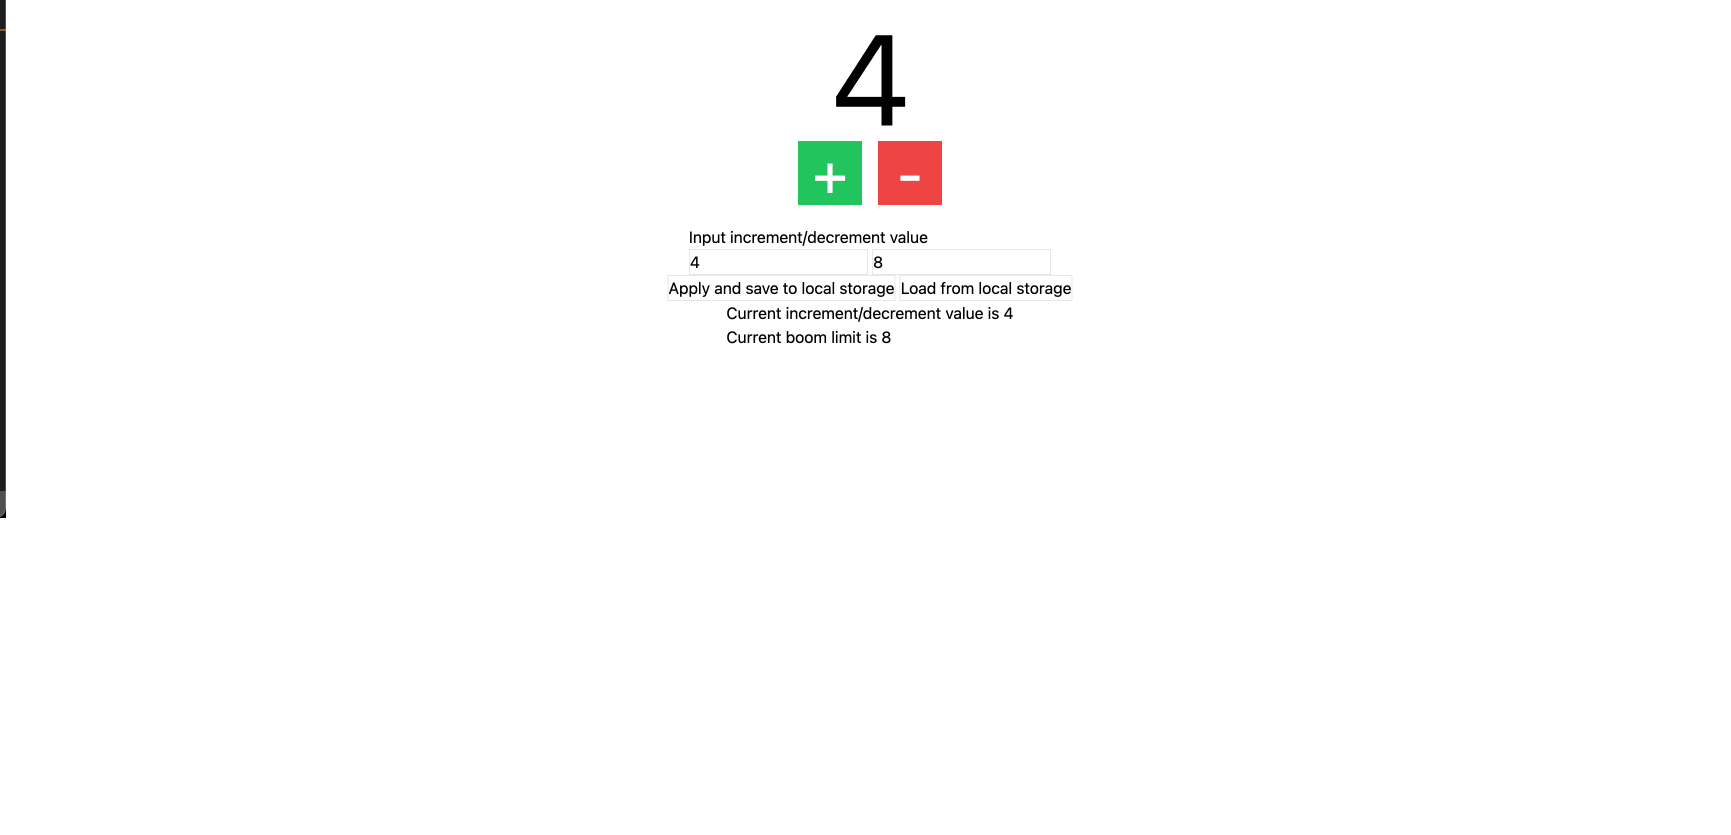 4
+ -
Input increment/decrement value
4 8
Apply and save to local storage Load from local storage
Current increment/decrement value is 4
Current boom limit is 8